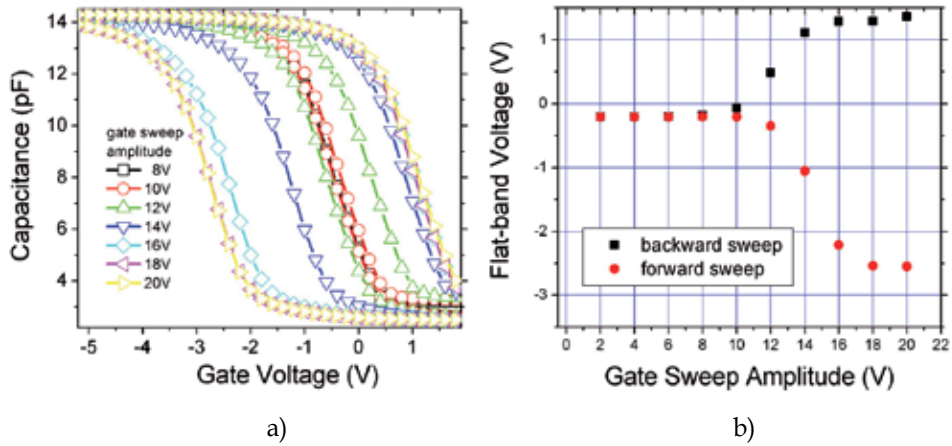 14
12
10
8
6
4
Capacitance (pF)
gate sweep
amplitude
8V
10V
12V
14V
16V
18V
20V
-5 -4 -3 -2 -1 0 1
Gate Voltage (V)
a)
1
0
-1
-2
-3
Flat-band Voltage (V)
backward sweep
forward sweep
0 2 4 6 8 10 12 14 16 18 20 22
Gate Sweep Amplitude (V)
b)